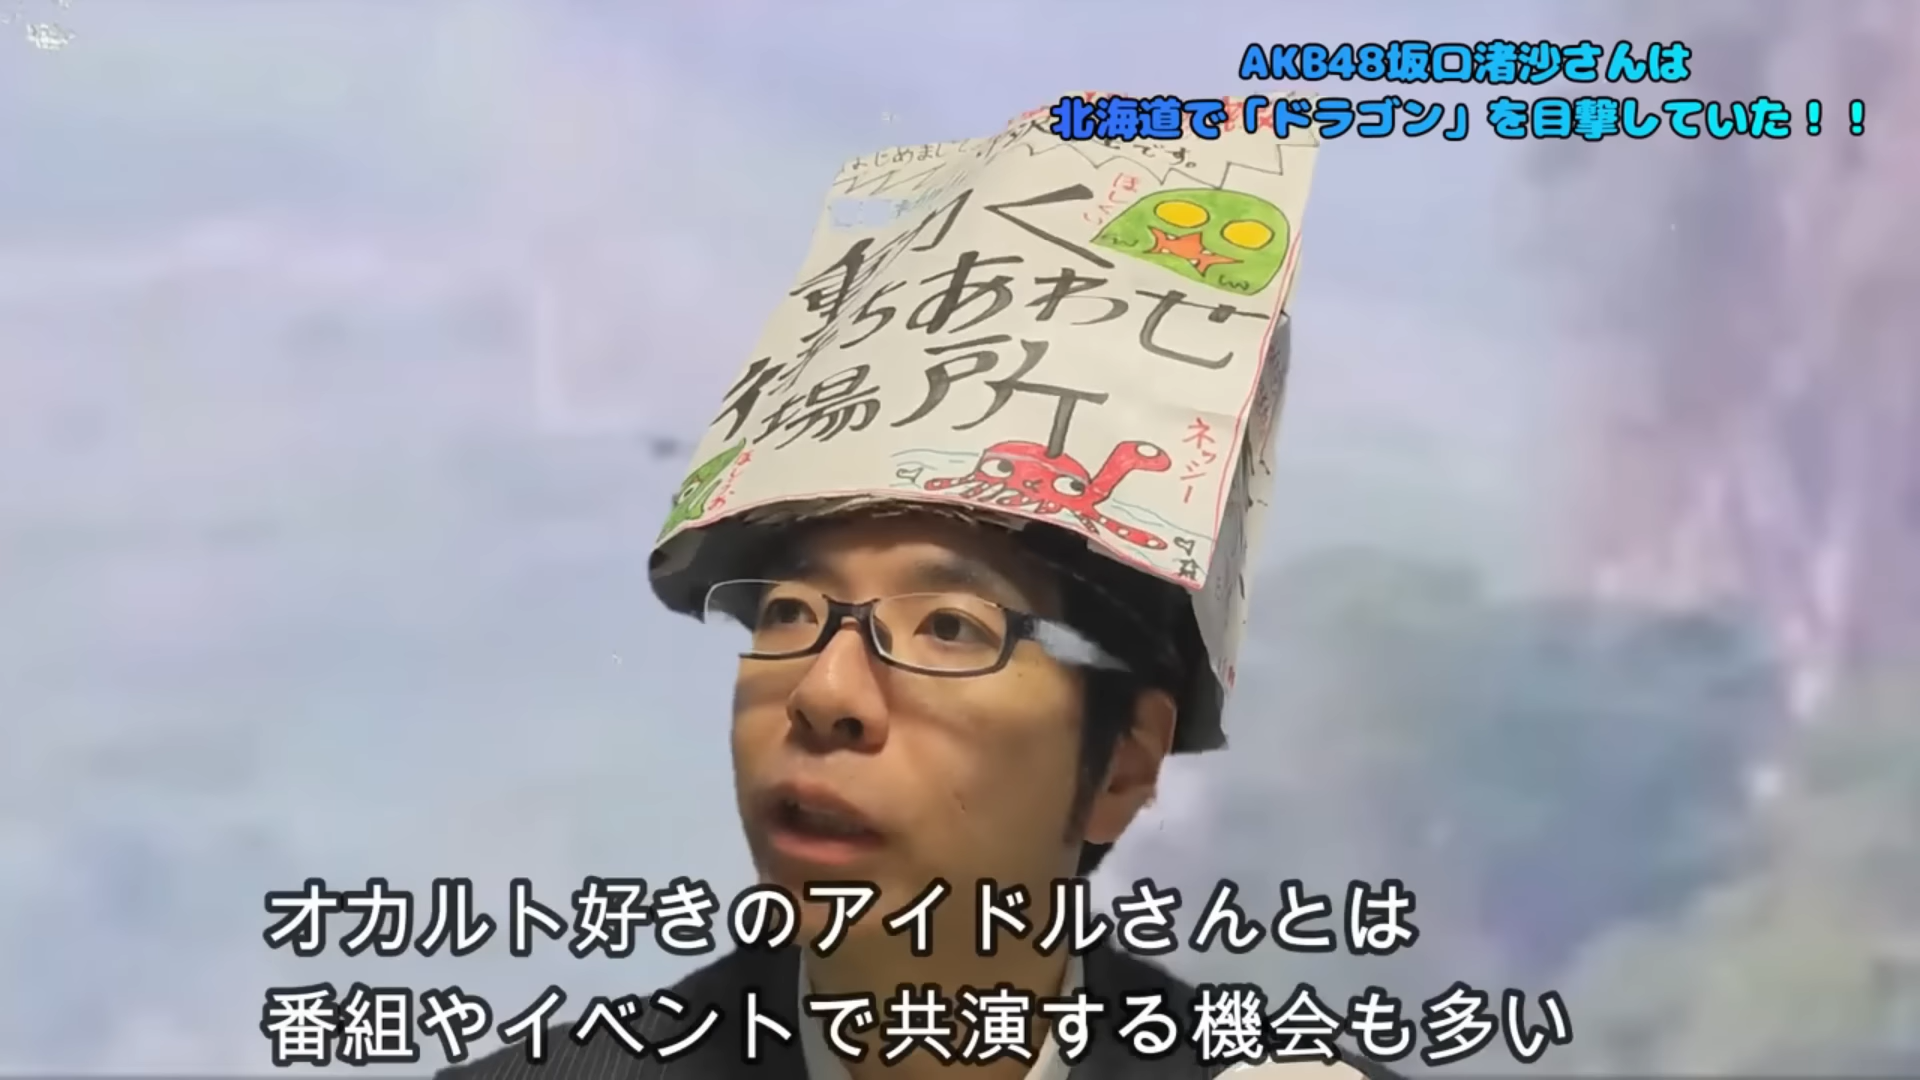 AKB48坂口渚沙さんは
北海道で「ドラゴン」を目撃していた！！
はじめまして
です。
く
あわせ
場所
ネッシー
オカルト好きのアイドルさんとは
番組やイベントで共演する機会も多い